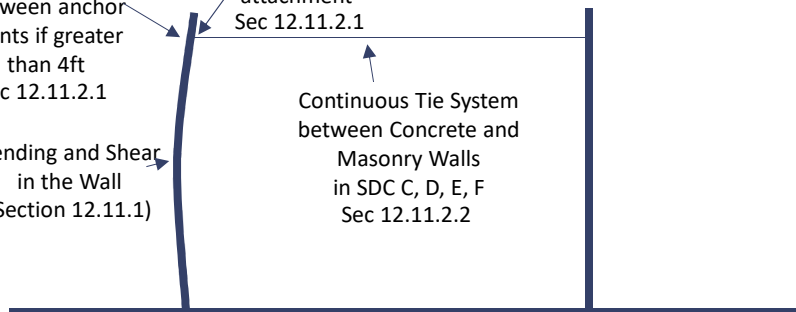 ween anchor
nts if greater
than 4ft
c 12.11.2.1
attachment
Sec 12.11.2.1
Continuous Tie System
between Concrete and
Masonry Walls
in SDC C, D, E, F
Sec 12.11.2.2
ending and Shear
in the Wall
Section 12.11.1)